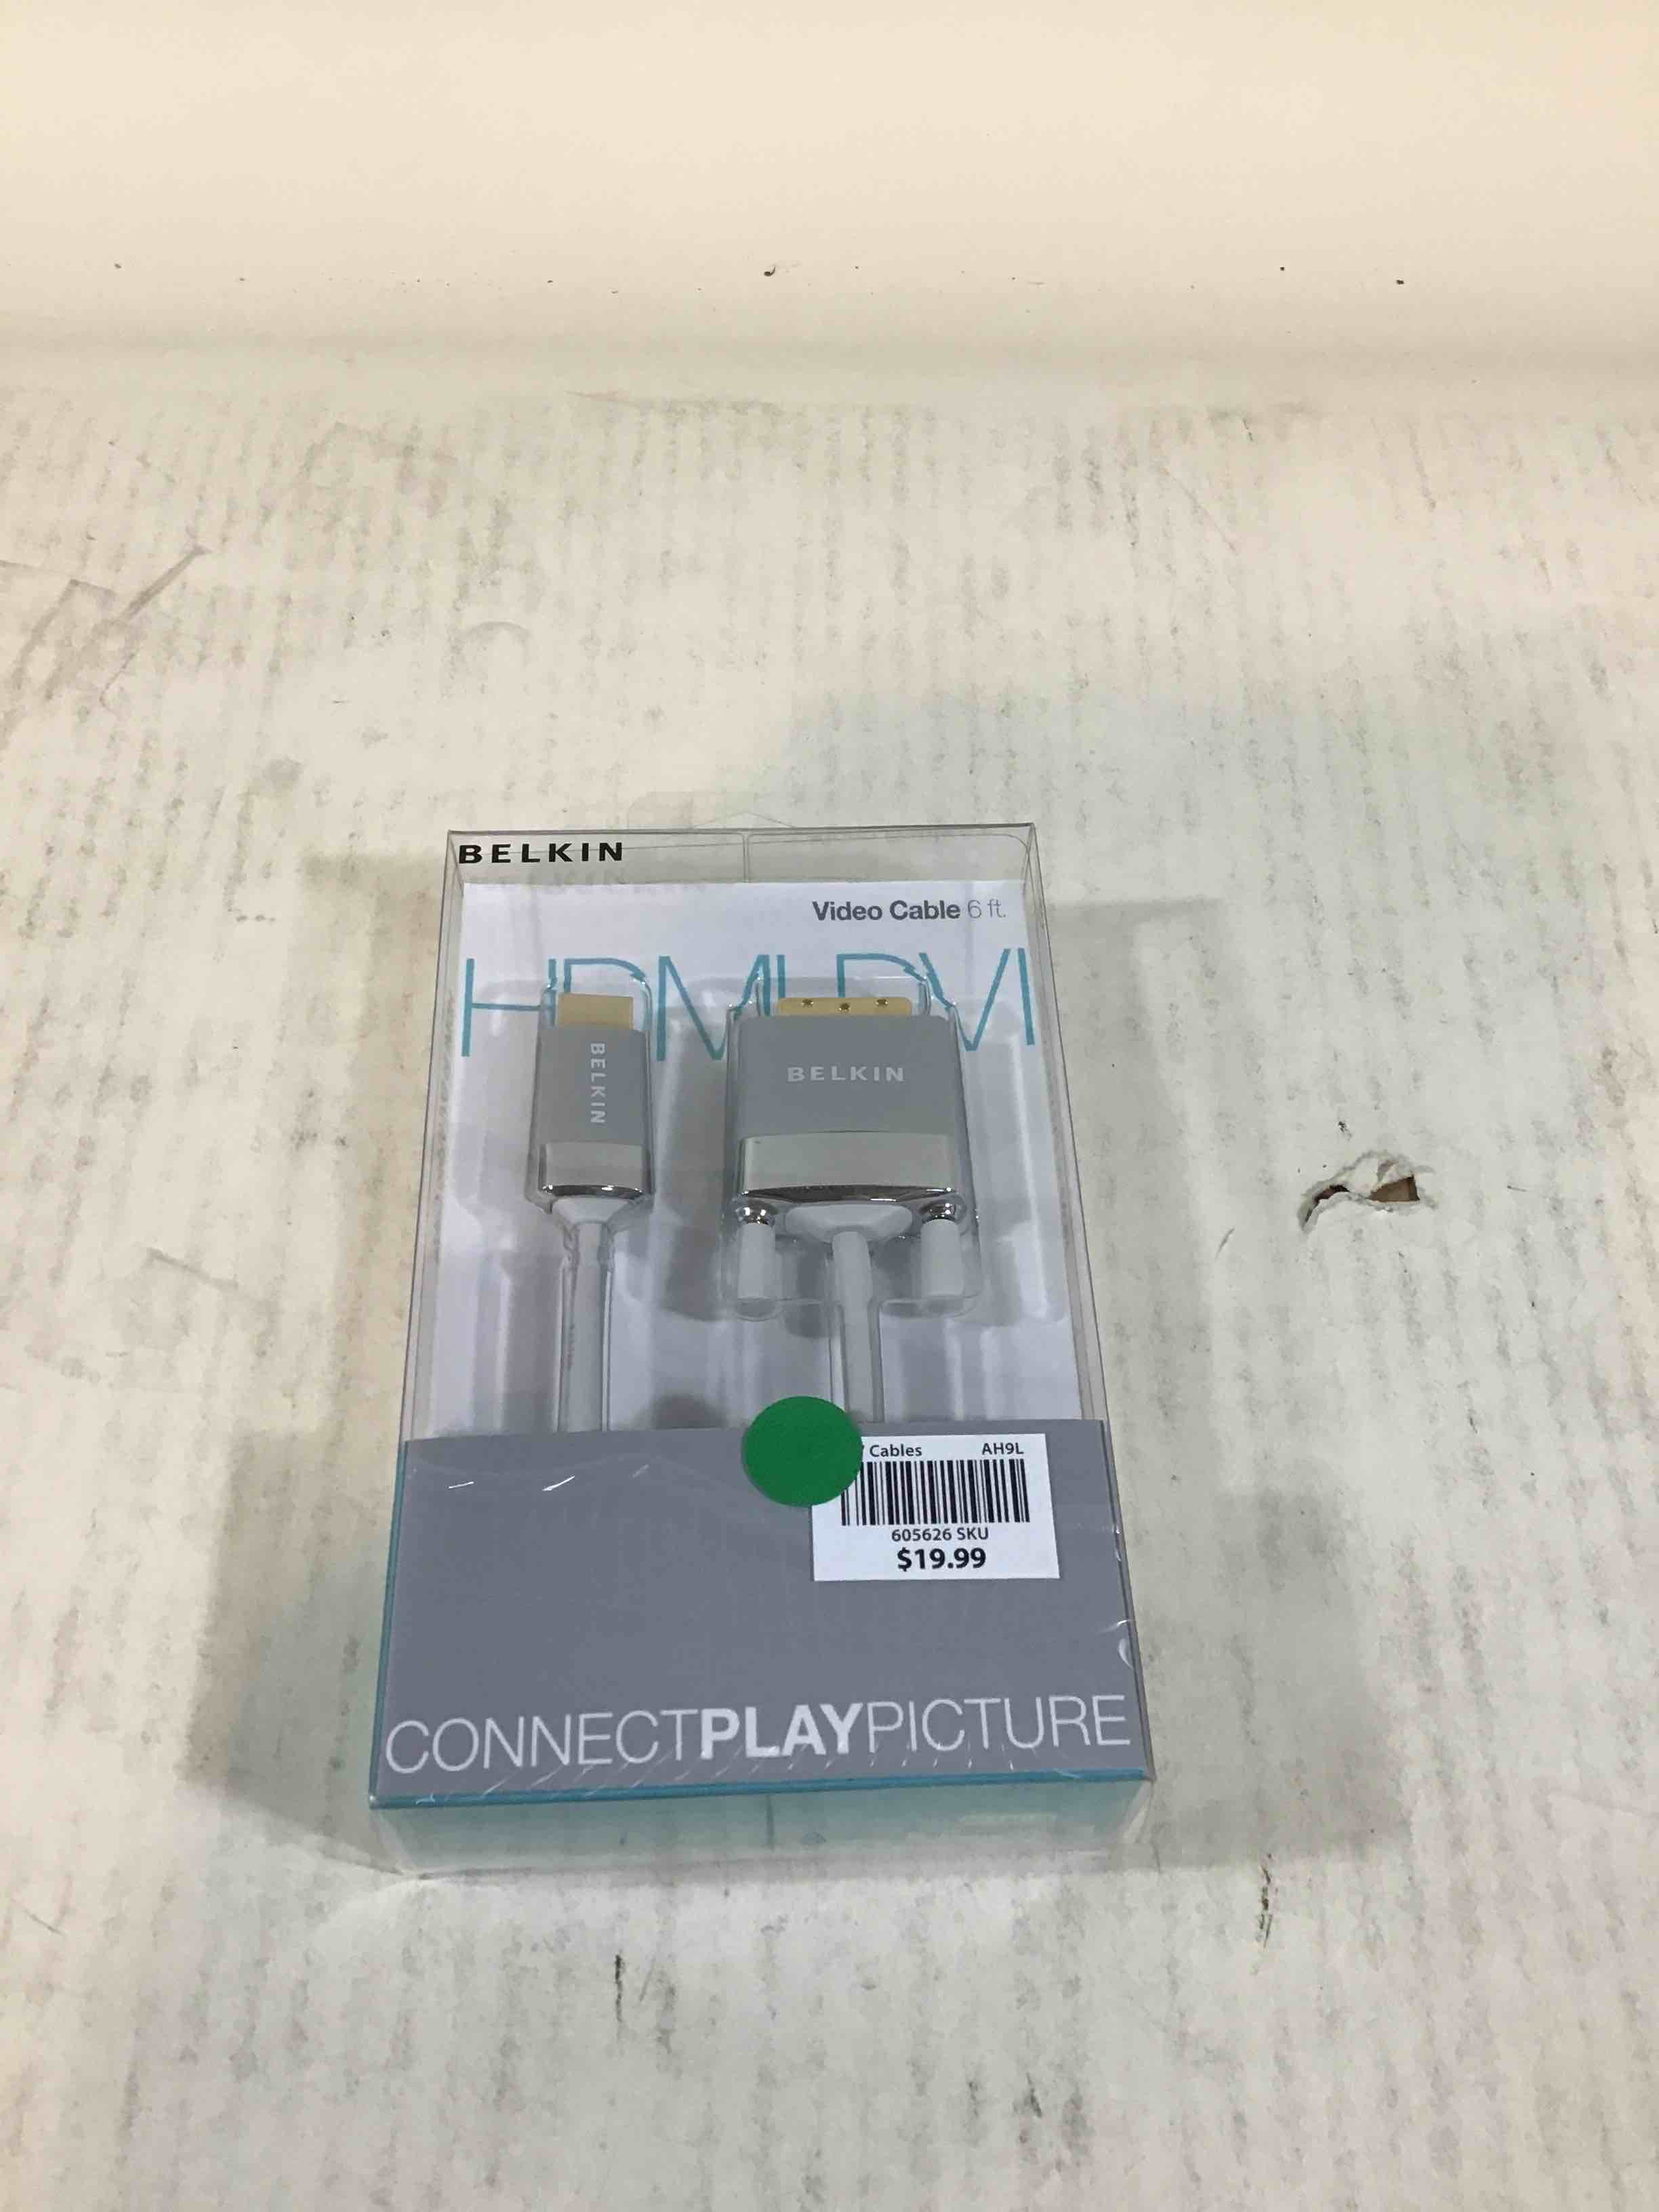 BELKIN
Video Cable 6 ft.
HDMI DVI
BELKIN
BELKIN
Cables AH9L
605626 SKU
$19.99
CONNECTPLAYPICTURE